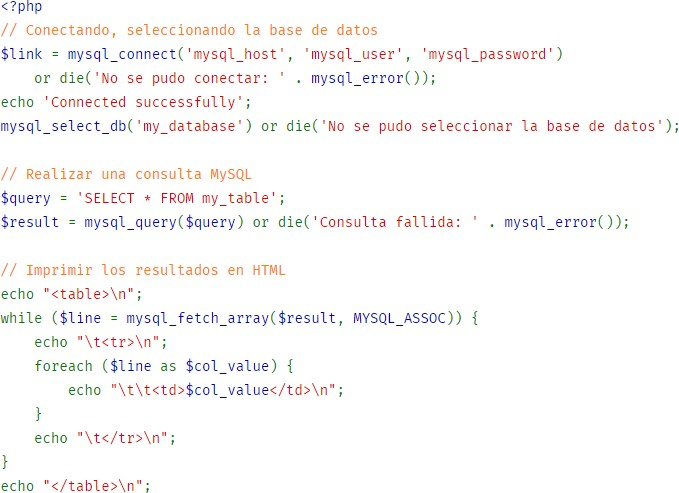 <?php
// Conectando, seleccionando la base de datos
$link = mysql_connect('mysql_host', 'mysql_user', 'mysql_password')
    or die('No se pudo conectar: ' . mysql_error());
echo 'Connected successfully';
mysql_select_db('my_database') or die('No se pudo seleccionar la base de datos');

// Realizar una consulta MySQL
$query = 'SELECT * FROM my_table';
$result = mysql_query($query) or die('Consulta fallida: ' . mysql_error());

// Imprimir los resultados en HTML
echo "<table>\n";
while ($line = mysql_fetch_array($result, MYSQL_ASSOC)) {
    echo "\t<tr>\n";
    foreach ($line as $col_value) {
        echo "\t\t<td>$col_value</td>\n";
    }
    echo "\t</tr>\n";
}
echo "</table>\n";